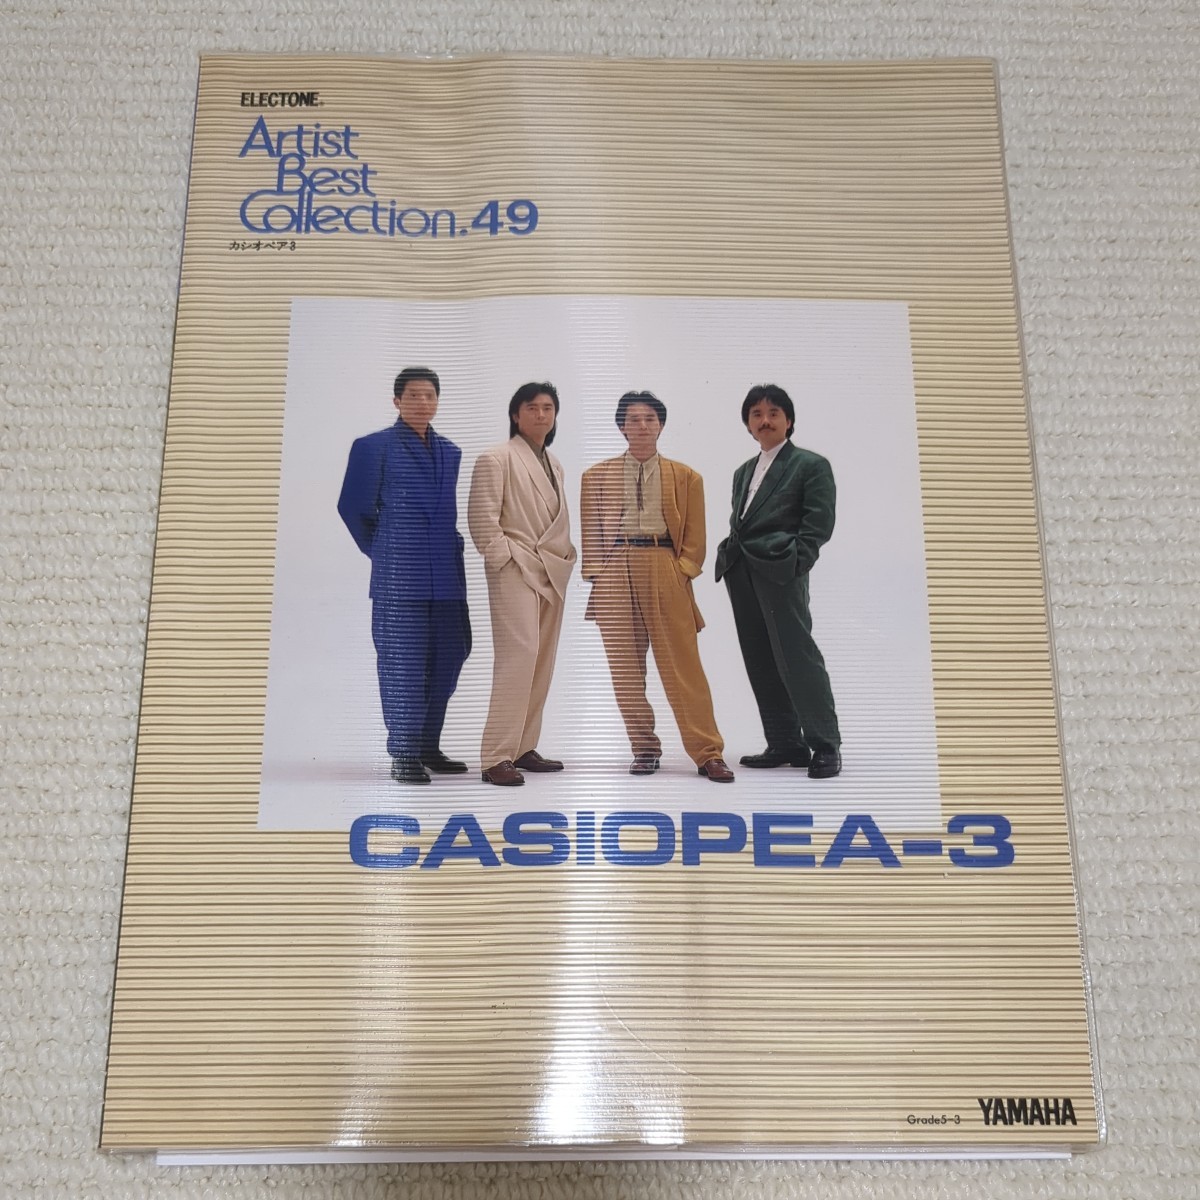 ELECTONE®
Artist
Best
Collection.49
カシオペア3
CASIOPEA-3
Grade5-3
YAMAHA